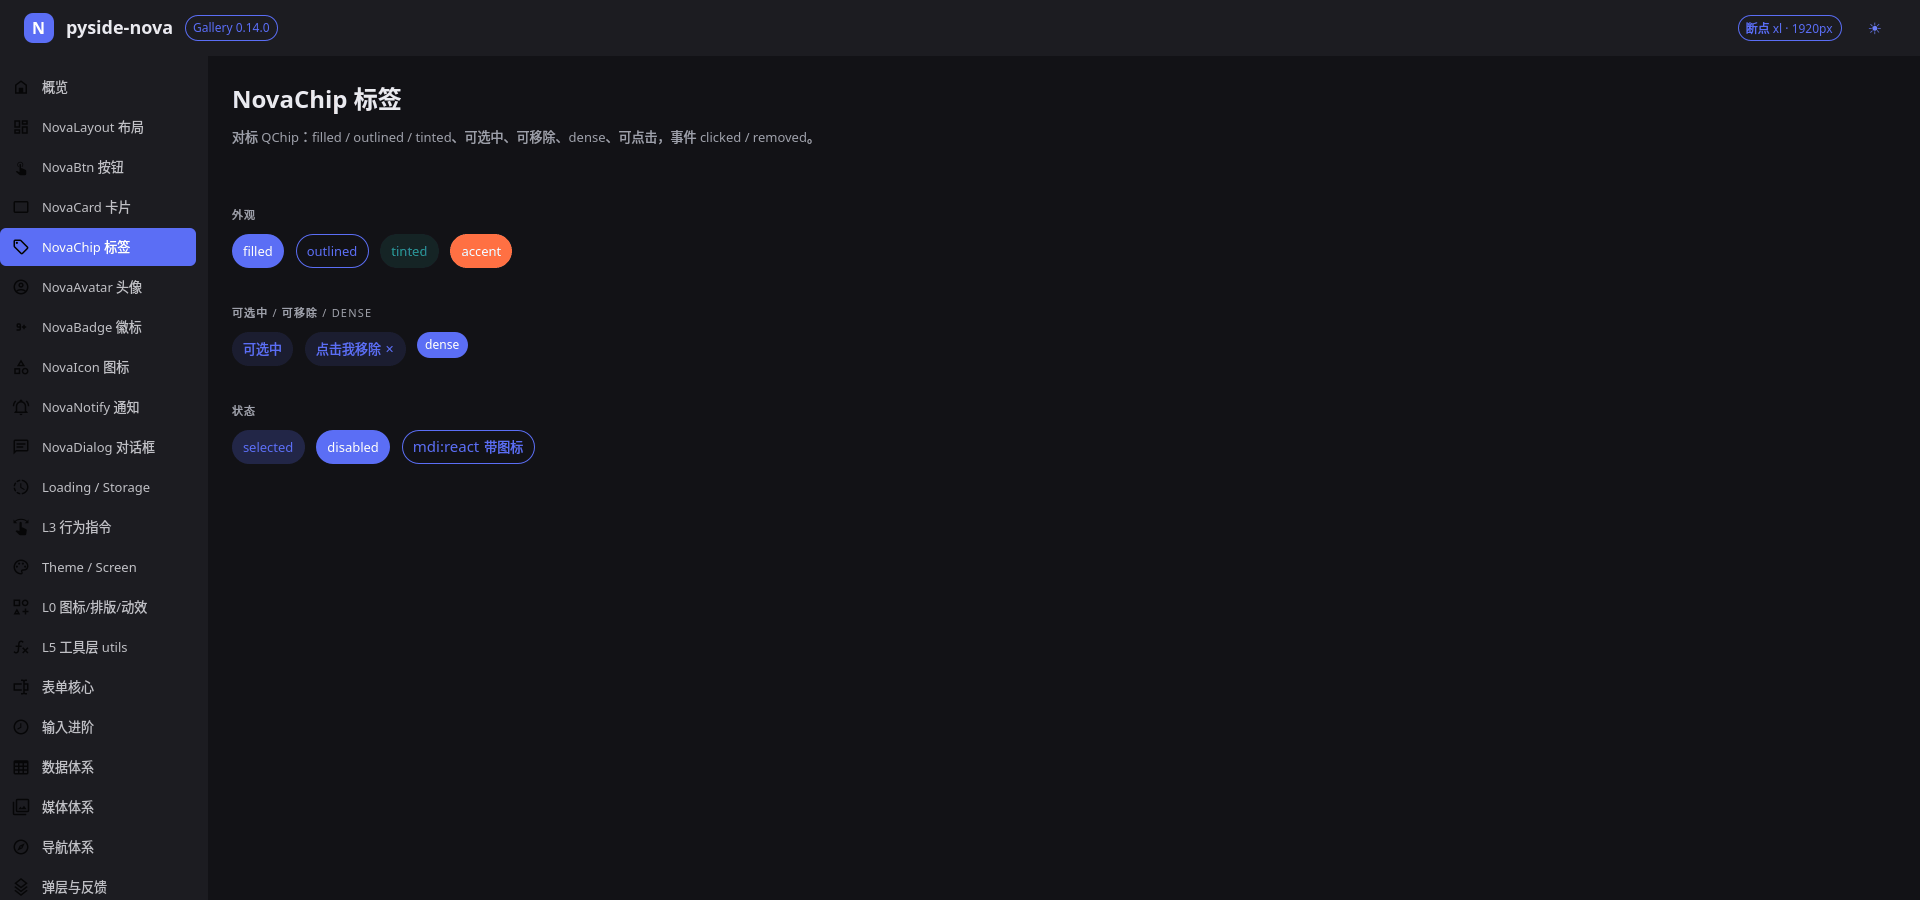 N pyside-nova Gallery 0.14.0 断点 xl · 1920px
概览
NovaLayout 布局
NovaBtn 按钮
NovaCard 卡片
NovaChip 标签
NovaAvatar 头像
9+ NovaBadge 徽标
NovaIcon 图标
NovaNotify 通知
NovaDialog 对话框
Loading / Storage
L3 行为指令
Theme / Screen
L0 图标/排版/动效
L5 工具层 utils
表单核心
输入进阶
数据体系
媒体体系
导航体系
弹层与反馈
NovaChip 标签
对标 QChip：filled / outlined / tinted、可选中、可移除、dense、可点击，事件 clicked / removed。
外观
filled outlined tinted accent
可选中 / 可移除 / DENSE
可选中 点击我移除 × dense
状态
selected disabled mdi:react 带图标